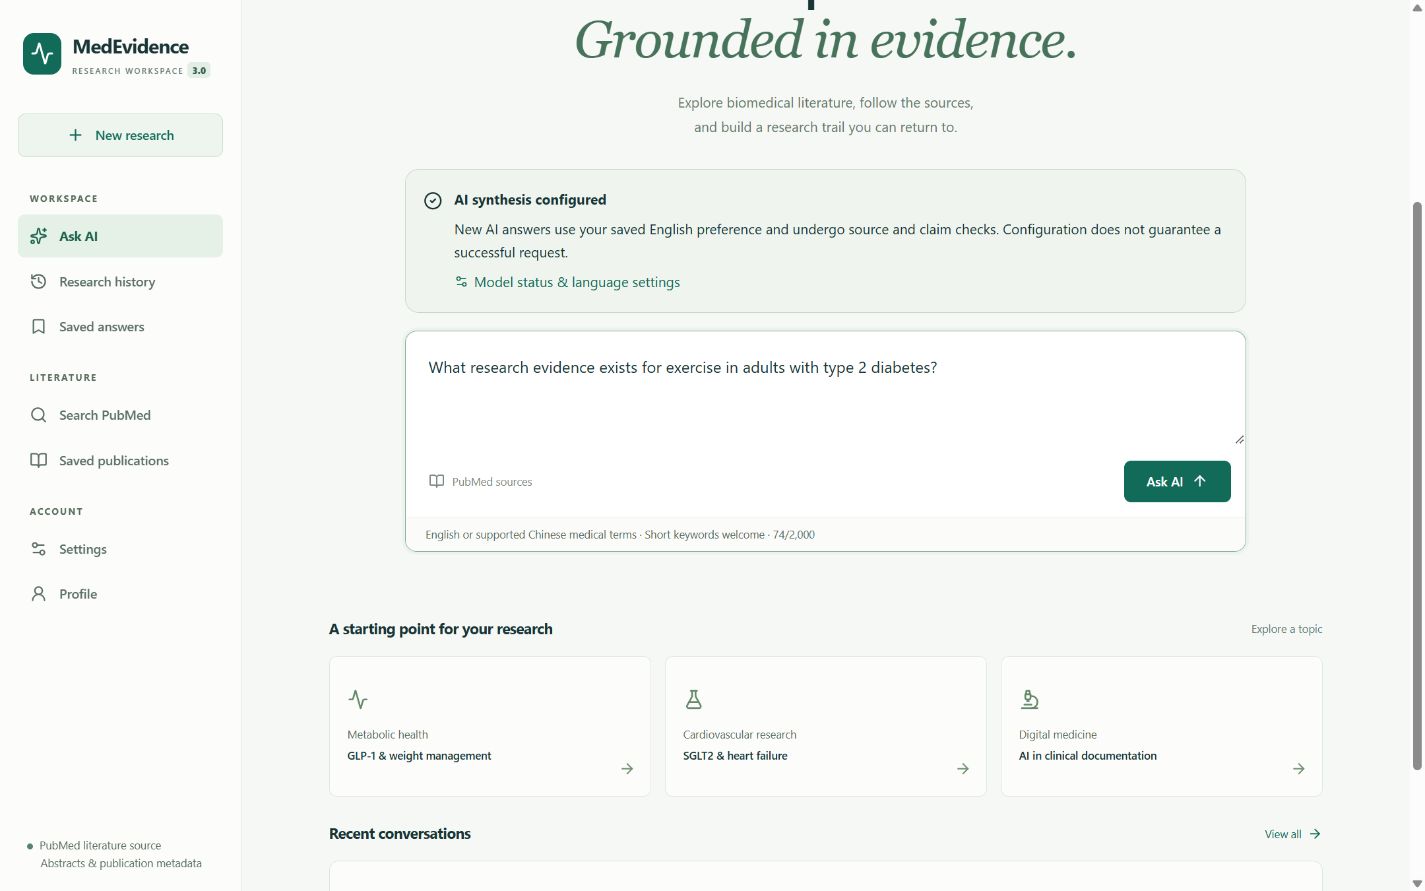 MedEvidence
RESEARCH WORKSPACE 3.0
New research
WORKSPACE
Ask AI
Research history
Saved answers
LITERATURE
Search PubMed
Saved publications
ACCOUNT
Settings
Profile
PubMed literature source
Abstracts & publication metadata
Grounded in evidence.
Explore biomedical literature, follow the sources,
and build a research trail you can return to.
AI synthesis configured
New AI answers use your saved English preference and undergo source and claim checks. Configuration does not guarantee a
successful request.
Model status & language settings
What research evidence exists for exercise in adults with type 2 diabetes?
PubMed sources
Ask AI
English or supported Chinese medical terms · Short keywords welcome · 74/2,000
A starting point for your research
Explore a topic
Metabolic health
GLP-1 & weight management
Cardiovascular research
SGLT2 & heart failure
Digital medicine
AI in clinical documentation
Recent conversations
View all